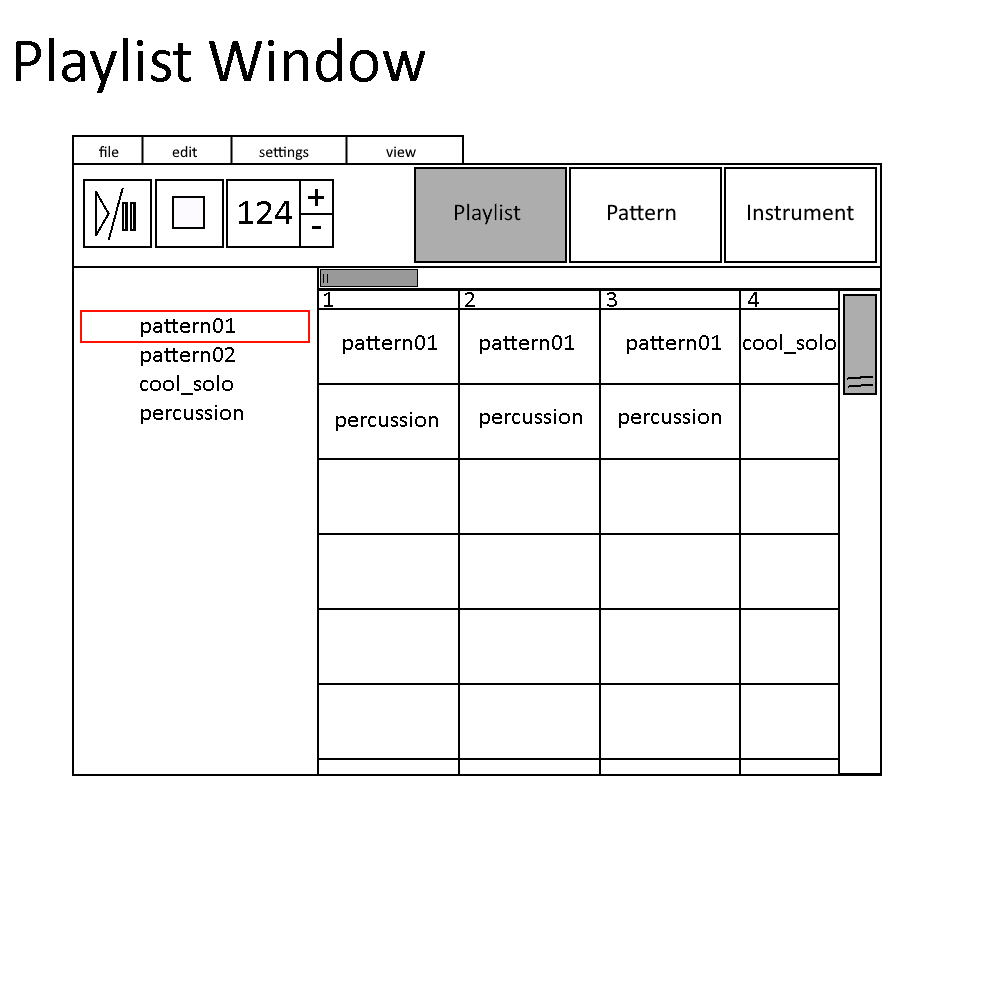 Playlist Window
file edit settings view
124 + -
Playlist Pattern Instrument
1 2 3 4
pattern01
pattern02
cool_solo
percussion
pattern01 pattern01 pattern01 cool_solo
percussion percussion percussion